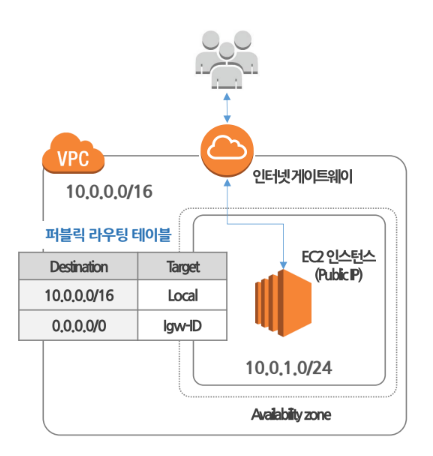 VPC
인터넷게이트웨이
10.0.0.0/16
퍼블릭 라우팅 테이블
Destination Target
10.0.0.0/16 Local
0.0.0.0/0 Igw-ID
EC2 인스턴스
(Public IP)
10.0.1.0/24
Availability zone